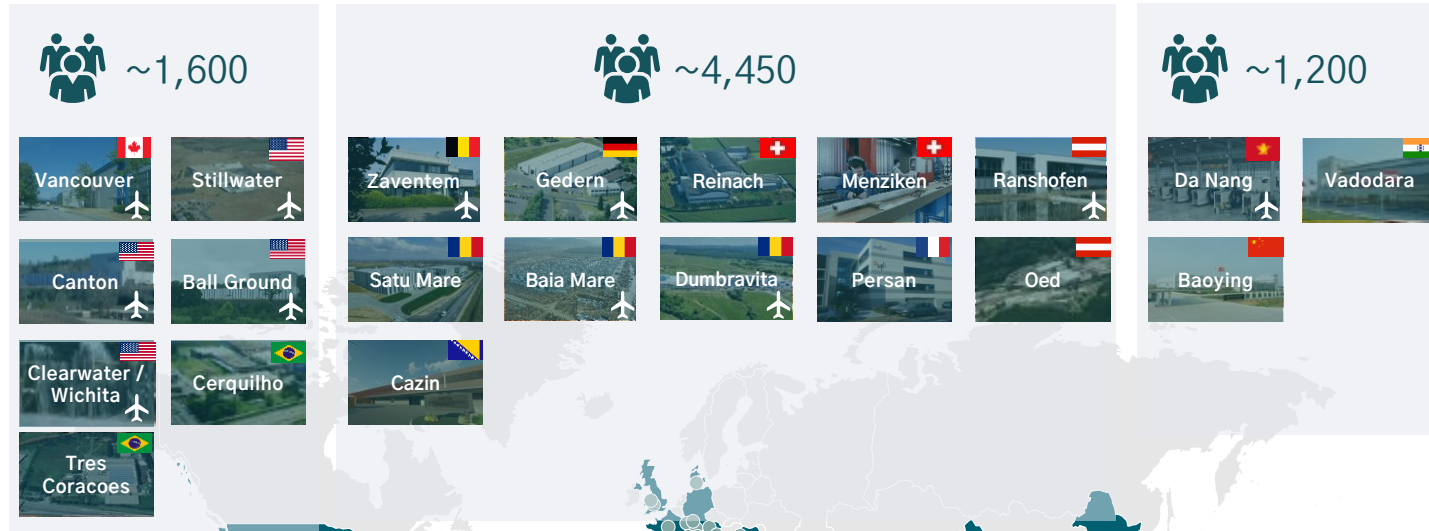 ~1,600
~4,450
~1,200
Vancouver
Stillwater
Zaventem
Gedern
Reinach
Menziken
Ranshofen
Da Nang
Vadodara
Canton
Ball Ground
Satu Mare
Baia Mare
Dumbravita
Persan
Oed
Baoying
Clearwater /
Wichita
Cerquilho
Cazin
Tres
Coracoes